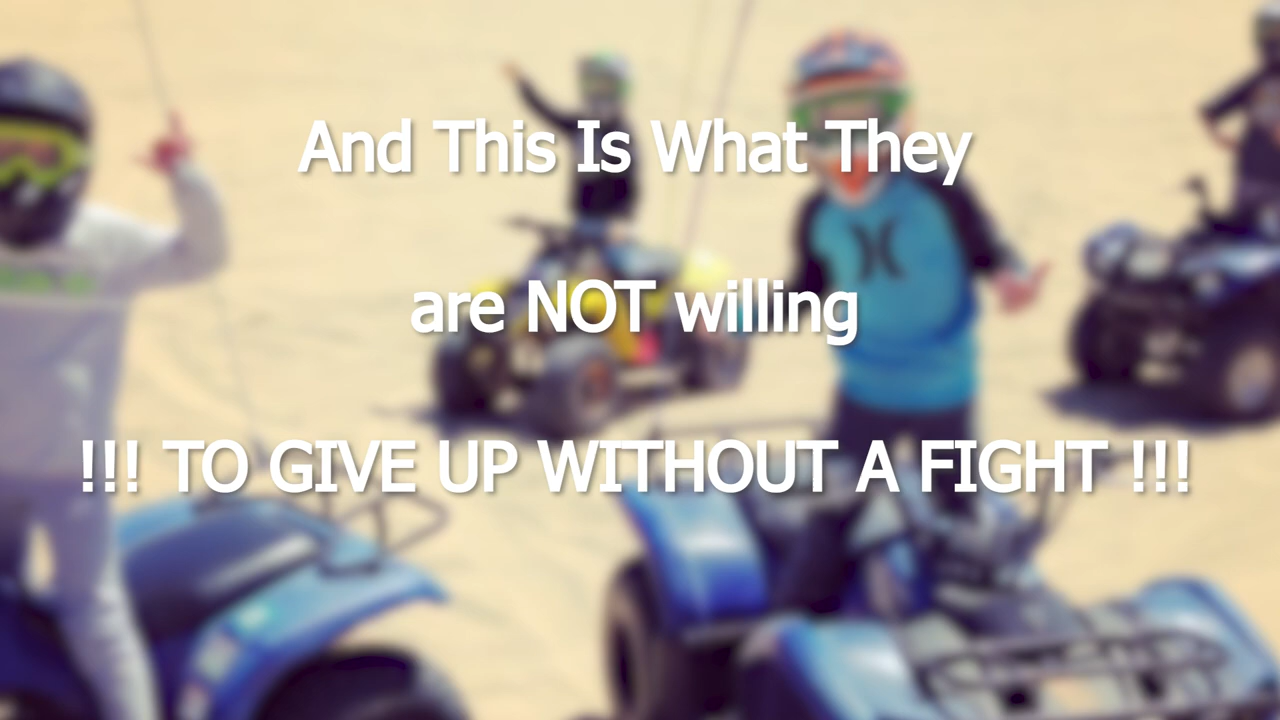 And This Is What They
are NOT willing
!!! TO GIVE UP WITHOUT A FIGHT !!!